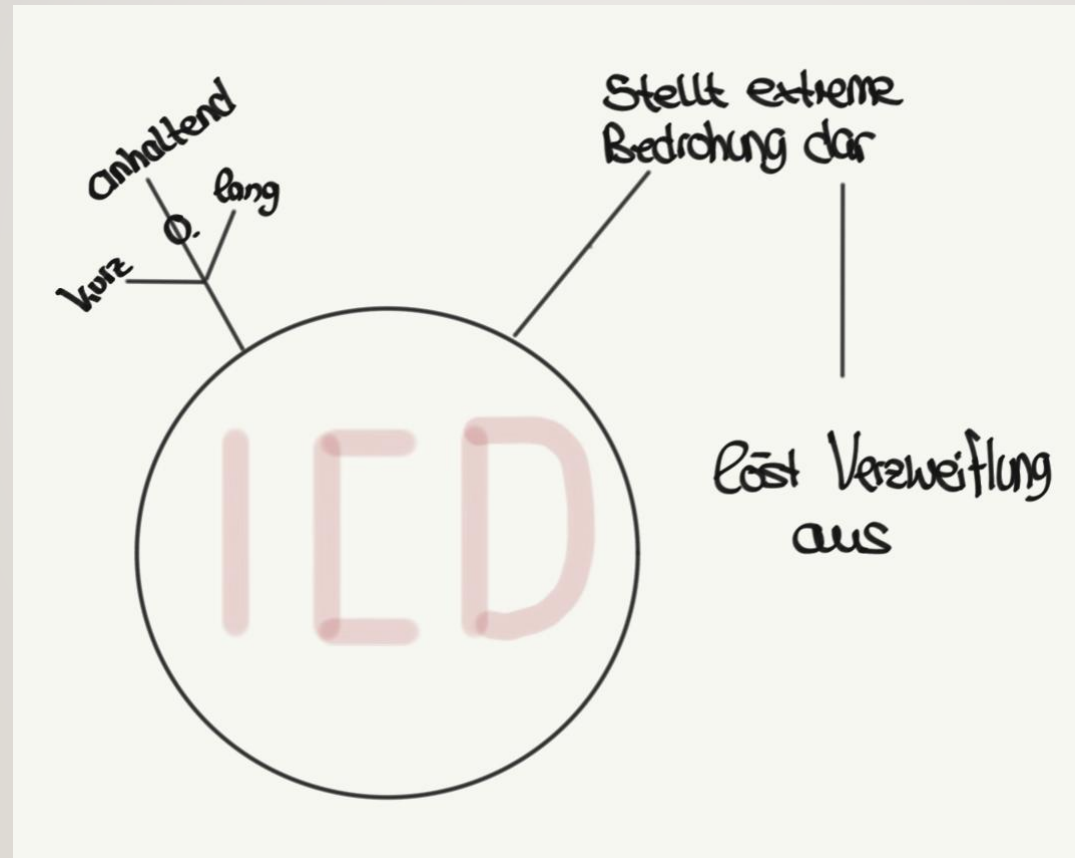 anhaltend
O.
lang
kurz
Stellt extreme
Bedrohung dar
löst Verzweiflung
aus
ICD